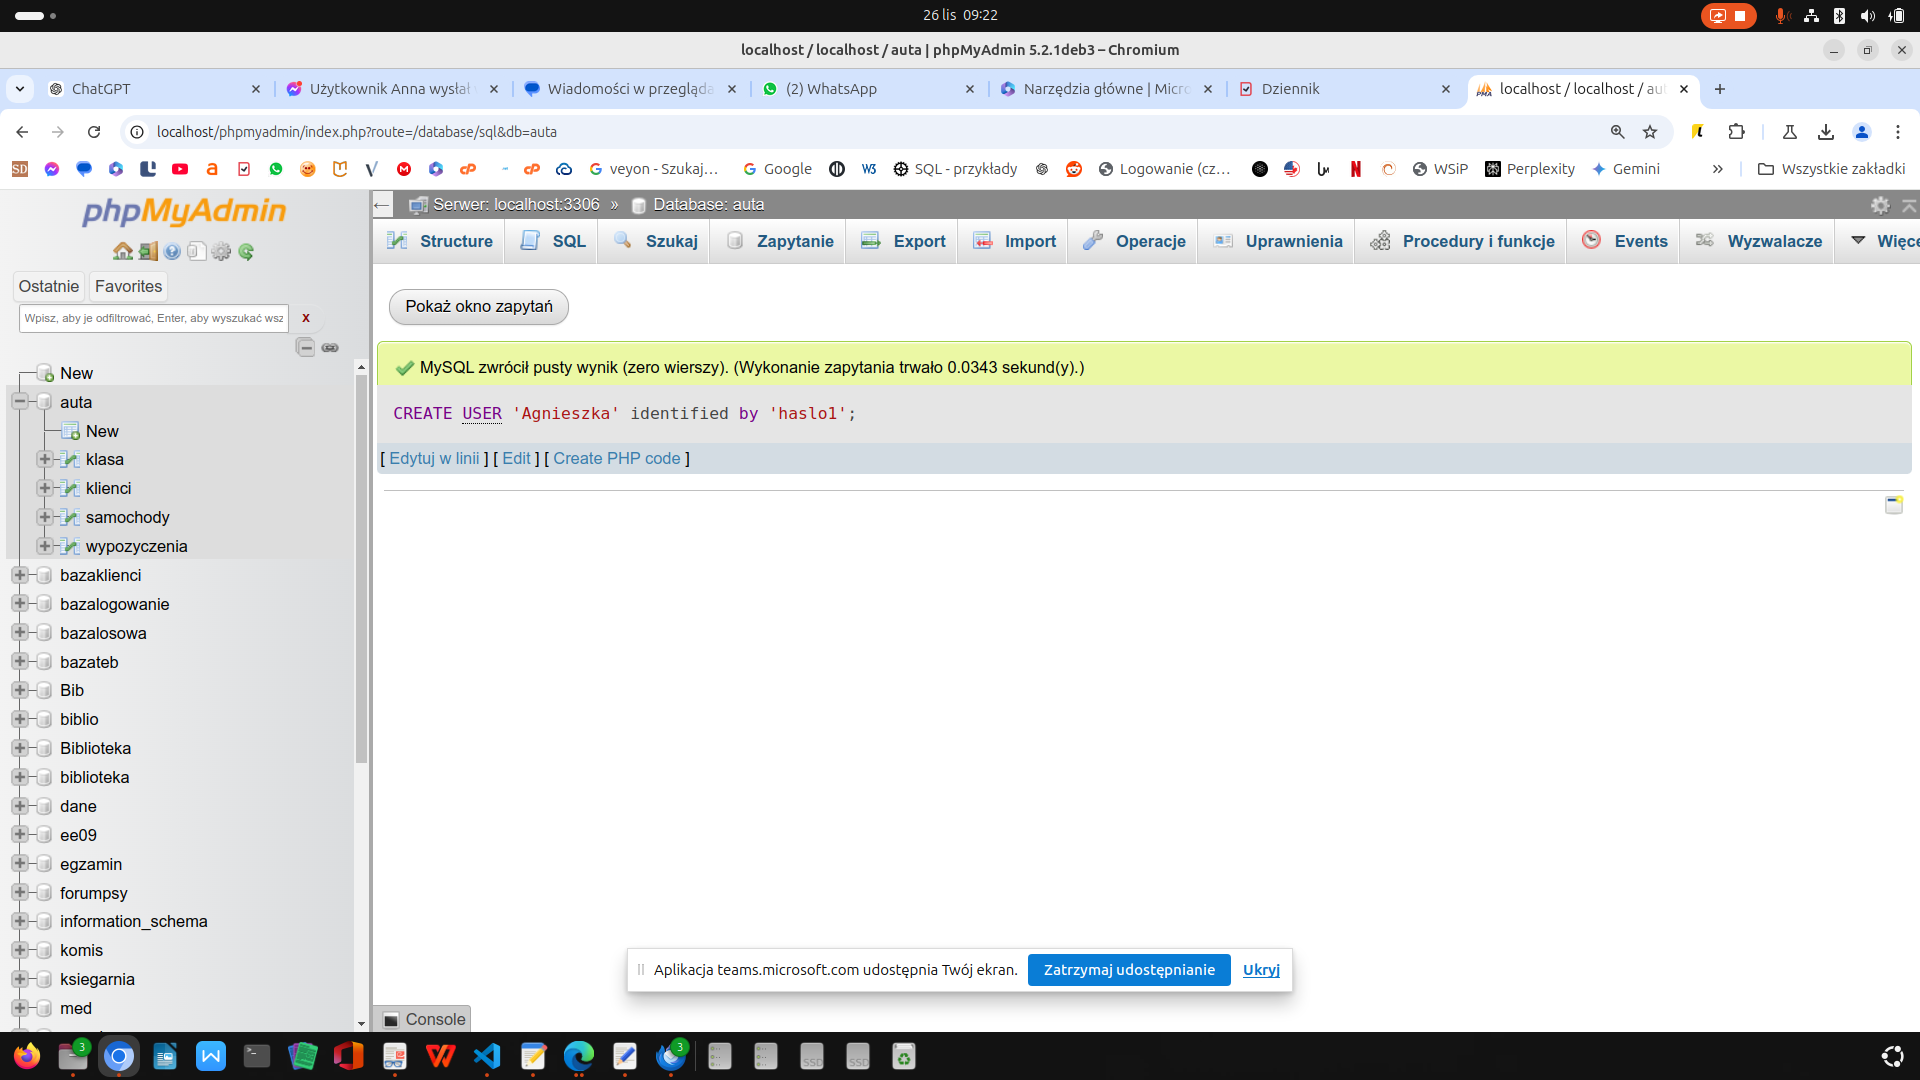 26 lis 09:22
localhost / localhost / auta | phpMyAdmin 5.2.1deb3 – Chromium
ChatGPT
Użytkownik Anna wysłał
Wiadomości w przegląda
(2) WhatsApp
Narzędzia główne | Micro
Dziennik
localhost / localhost / aut
localhost/phpmyadmin/index.php?route=/database/sql&db=auta
veyon - Szukaj...
Google
SQL - przykłady
Logowanie (cz...
WSiP
Perplexity
Gemini
Wszystkie zakładki
phpMyAdmin
Serwer: localhost:3306 » Database: auta
Structure
SQL
Szukaj
Zapytanie
Export
Import
Operacje
Uprawnienia
Procedury i funkcje
Events
Wyzwalacze
Więce
Ostatnie
Favorites
Wpisz, aby je odfiltrować, Enter, aby wyszukać wsz
X
Pokaż okno zapytań
MySQL zwrócił pusty wynik (zero wierszy). (Wykonanie zapytania trwało 0.0343 sekund(y).)
CREATE USER 'Agnieszka' identified by 'haslo1';
[ Edytuj w linii ] [ Edit ] [ Create PHP code ]
New
auta
New
klasa
klienci
samochody
wypozyczenia
bazaklienci
bazalogowanie
bazalosowa
bazateb
Bib
biblio
Biblioteka
biblioteka
dane
ee09
egzamin
forumpsy
information_schema
komis
ksiegarnia
med
Aplikacja teams.microsoft.com udostępnia Twój ekran.
Zatrzymaj udostępnianie
Ukryj
Console
3
3
SSD
SSD